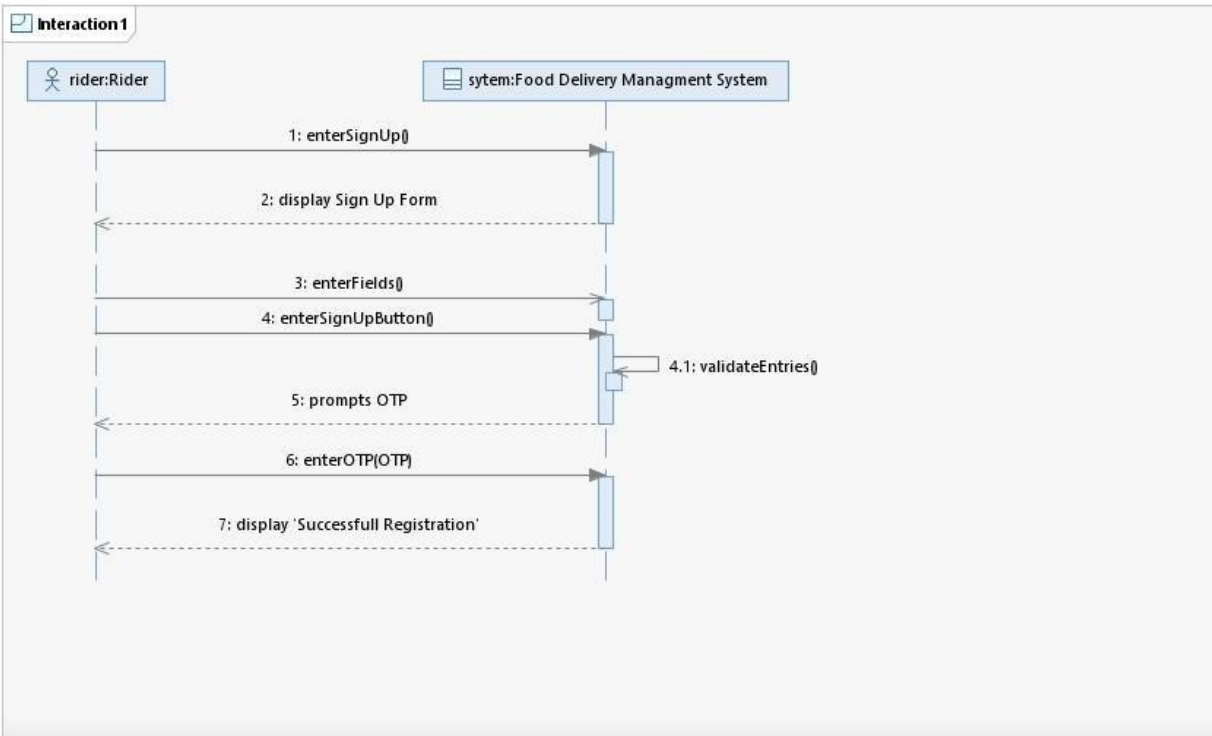 Interaction1
rider:Rider
sytem:Food Delivery Managment System
1: enterSignUp()
2: display Sign Up Form
3: enterFields()
4: enterSignUpButton()
4.1: validateEntries()
5: prompts OTP
6: enterOTP(OTP)
7: display 'Successfull Registration'